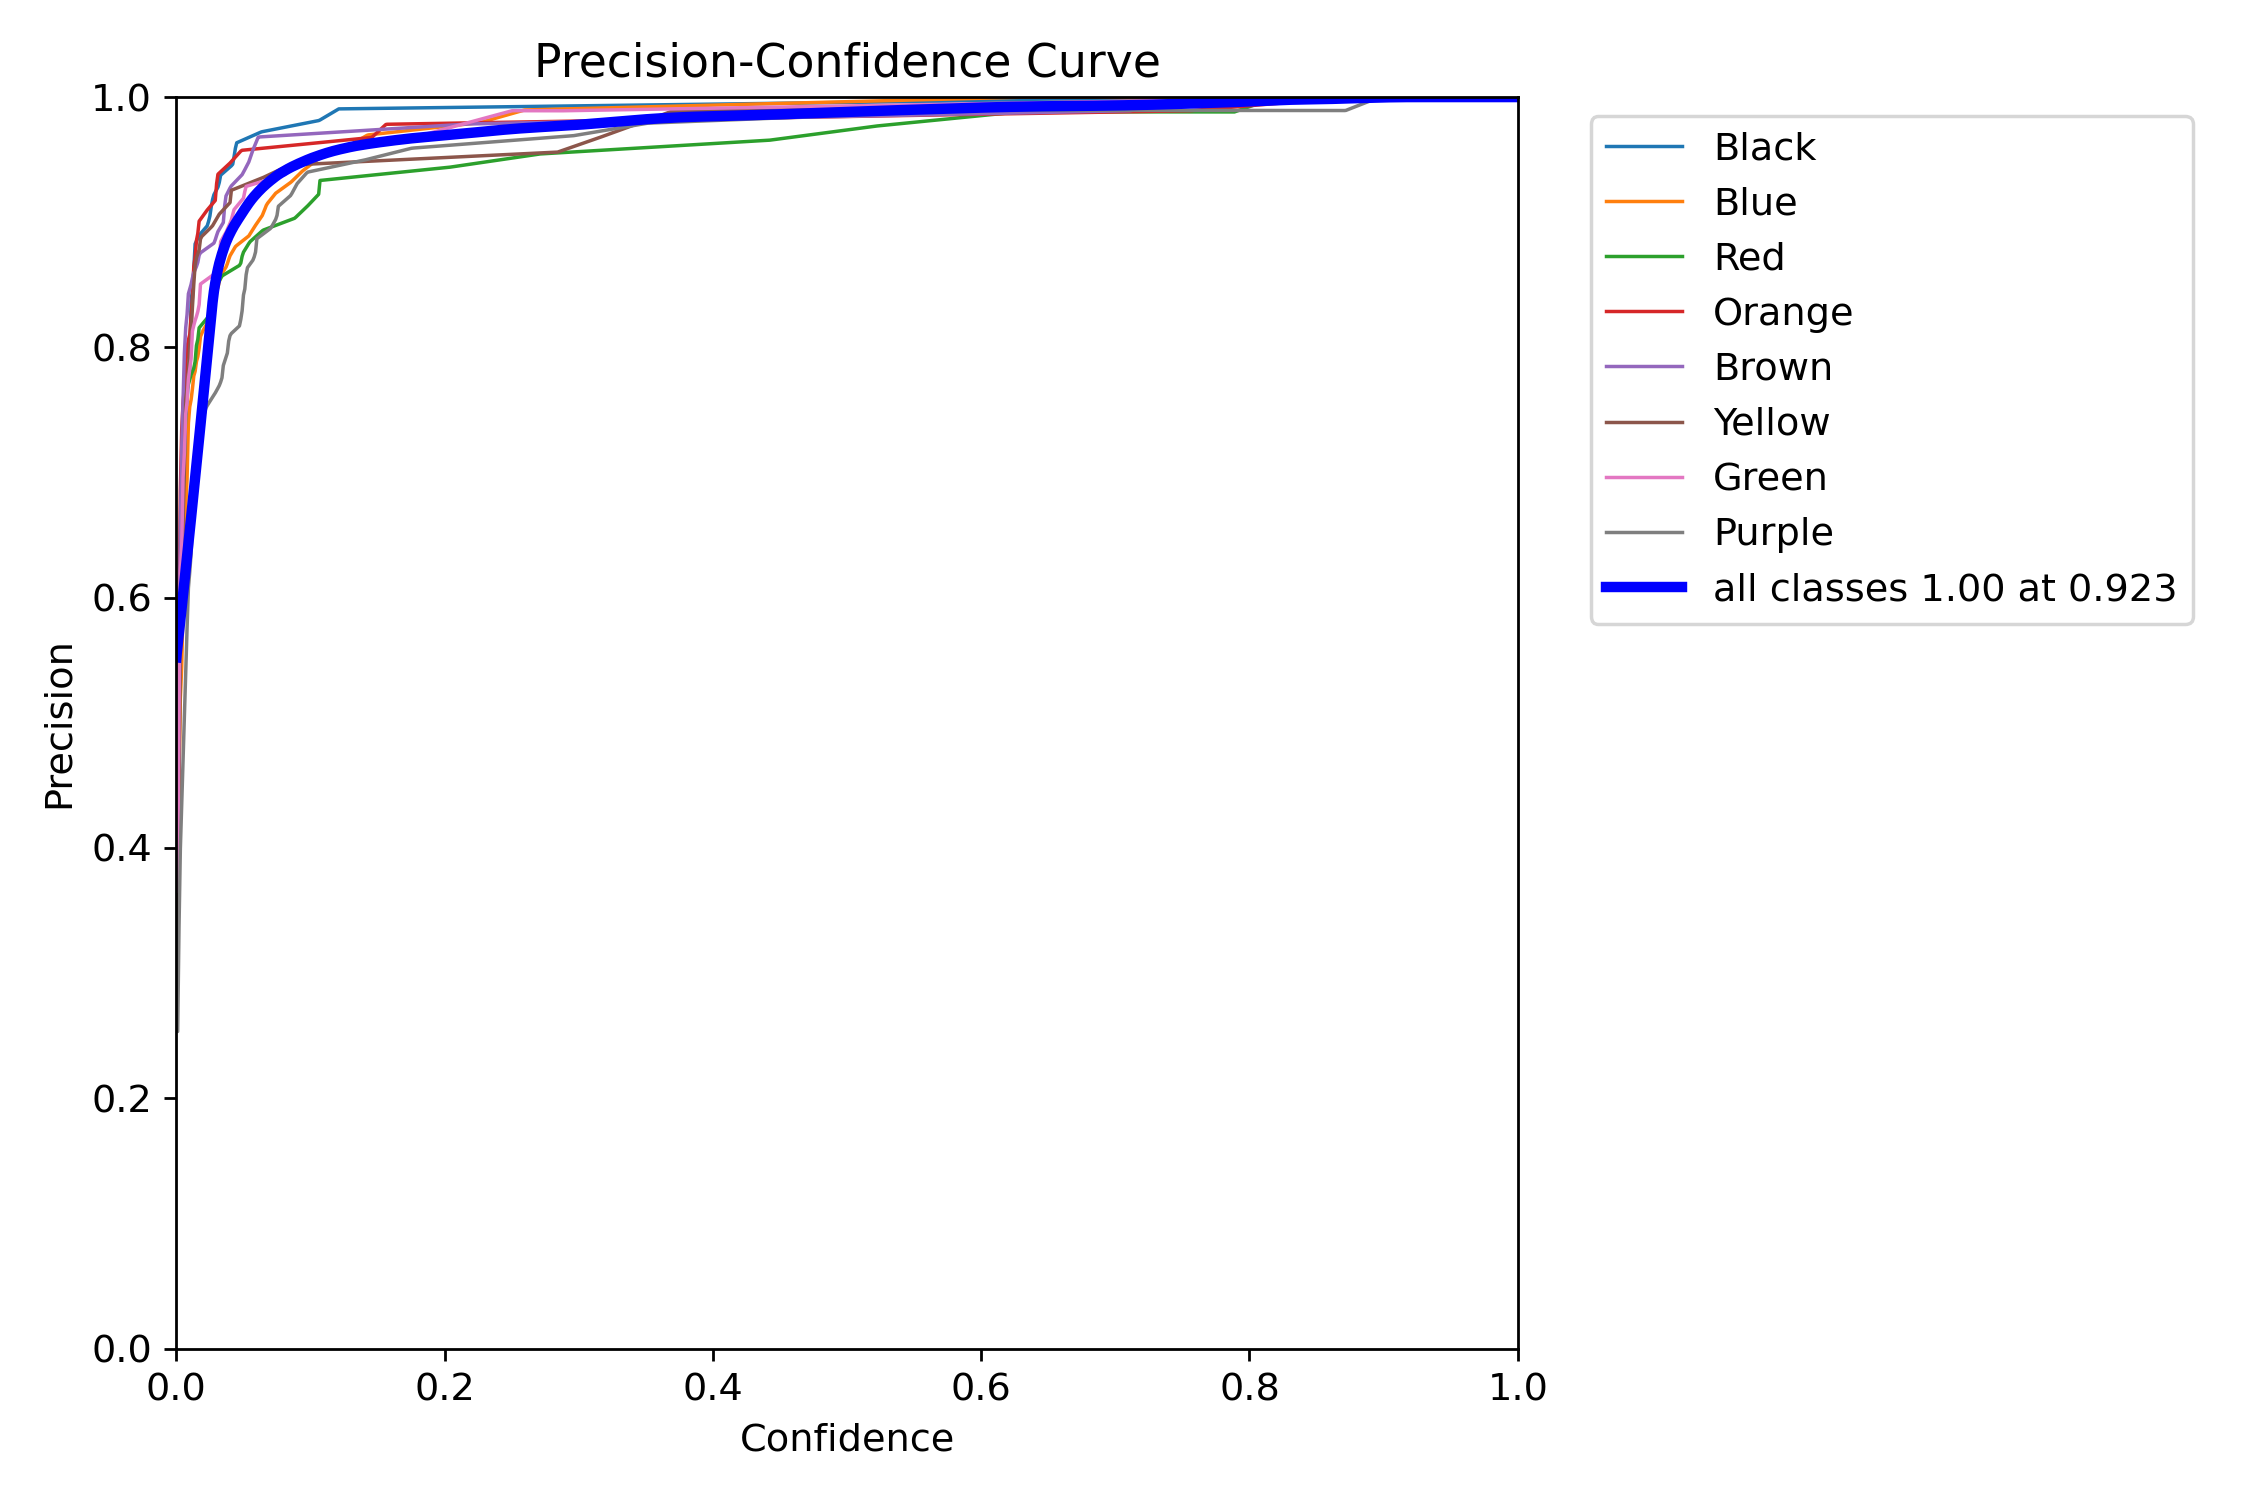 Precision-Confidence Curve
1.0
0.8
0.6
0.4
0.2
0.0
0.0 0.2 0.4 0.6 0.8 1.0
Precision
Confidence
Black
Blue
Red
Orange
Brown
Yellow
Green
Purple
all classes 1.00 at 0.923